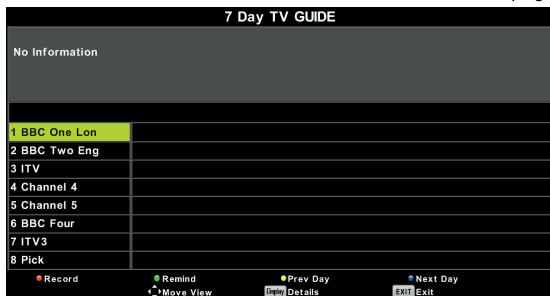 7 Day TV GUIDE
No Information
1 BBC One Lon
2 BBC Two Eng
3 ITV
4 Channel 4
5 Channel 5
6 BBC Four
7 ITV3
8 Pick
Record Remind Prev Day Next Day
Move View Display Details EXIT Exit